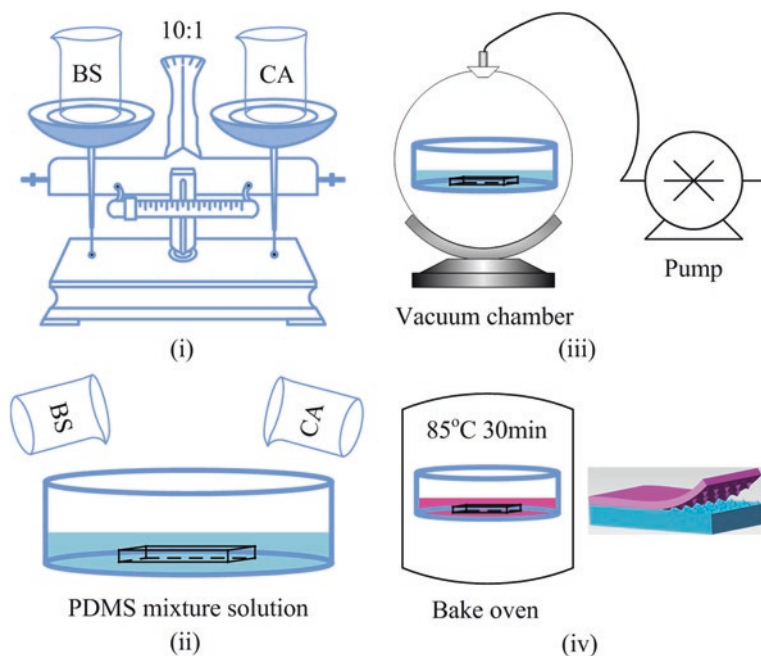 10:1
BS
CA
(i)
Vacuum chamber
Pump
(iii)
BS
CA
PDMS mixture solution
(ii)
85°C 30min
Bake oven
(iv)